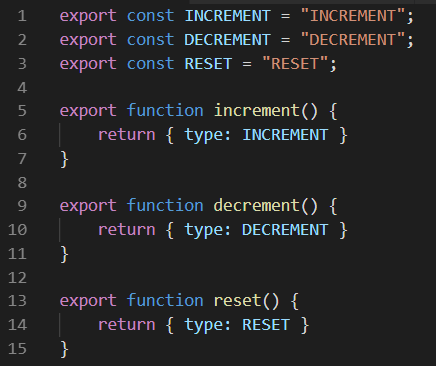 1 export const INCREMENT = "INCREMENT";
2 export const DECREMENT = "DECREMENT";
3 export const RESET = "RESET";
4
5 export function increment() {
6     return { type: INCREMENT }
7 }
8
9 export function decrement() {
10     return { type: DECREMENT }
11 }
12
13 export function reset() {
14     return { type: RESET }
15 }